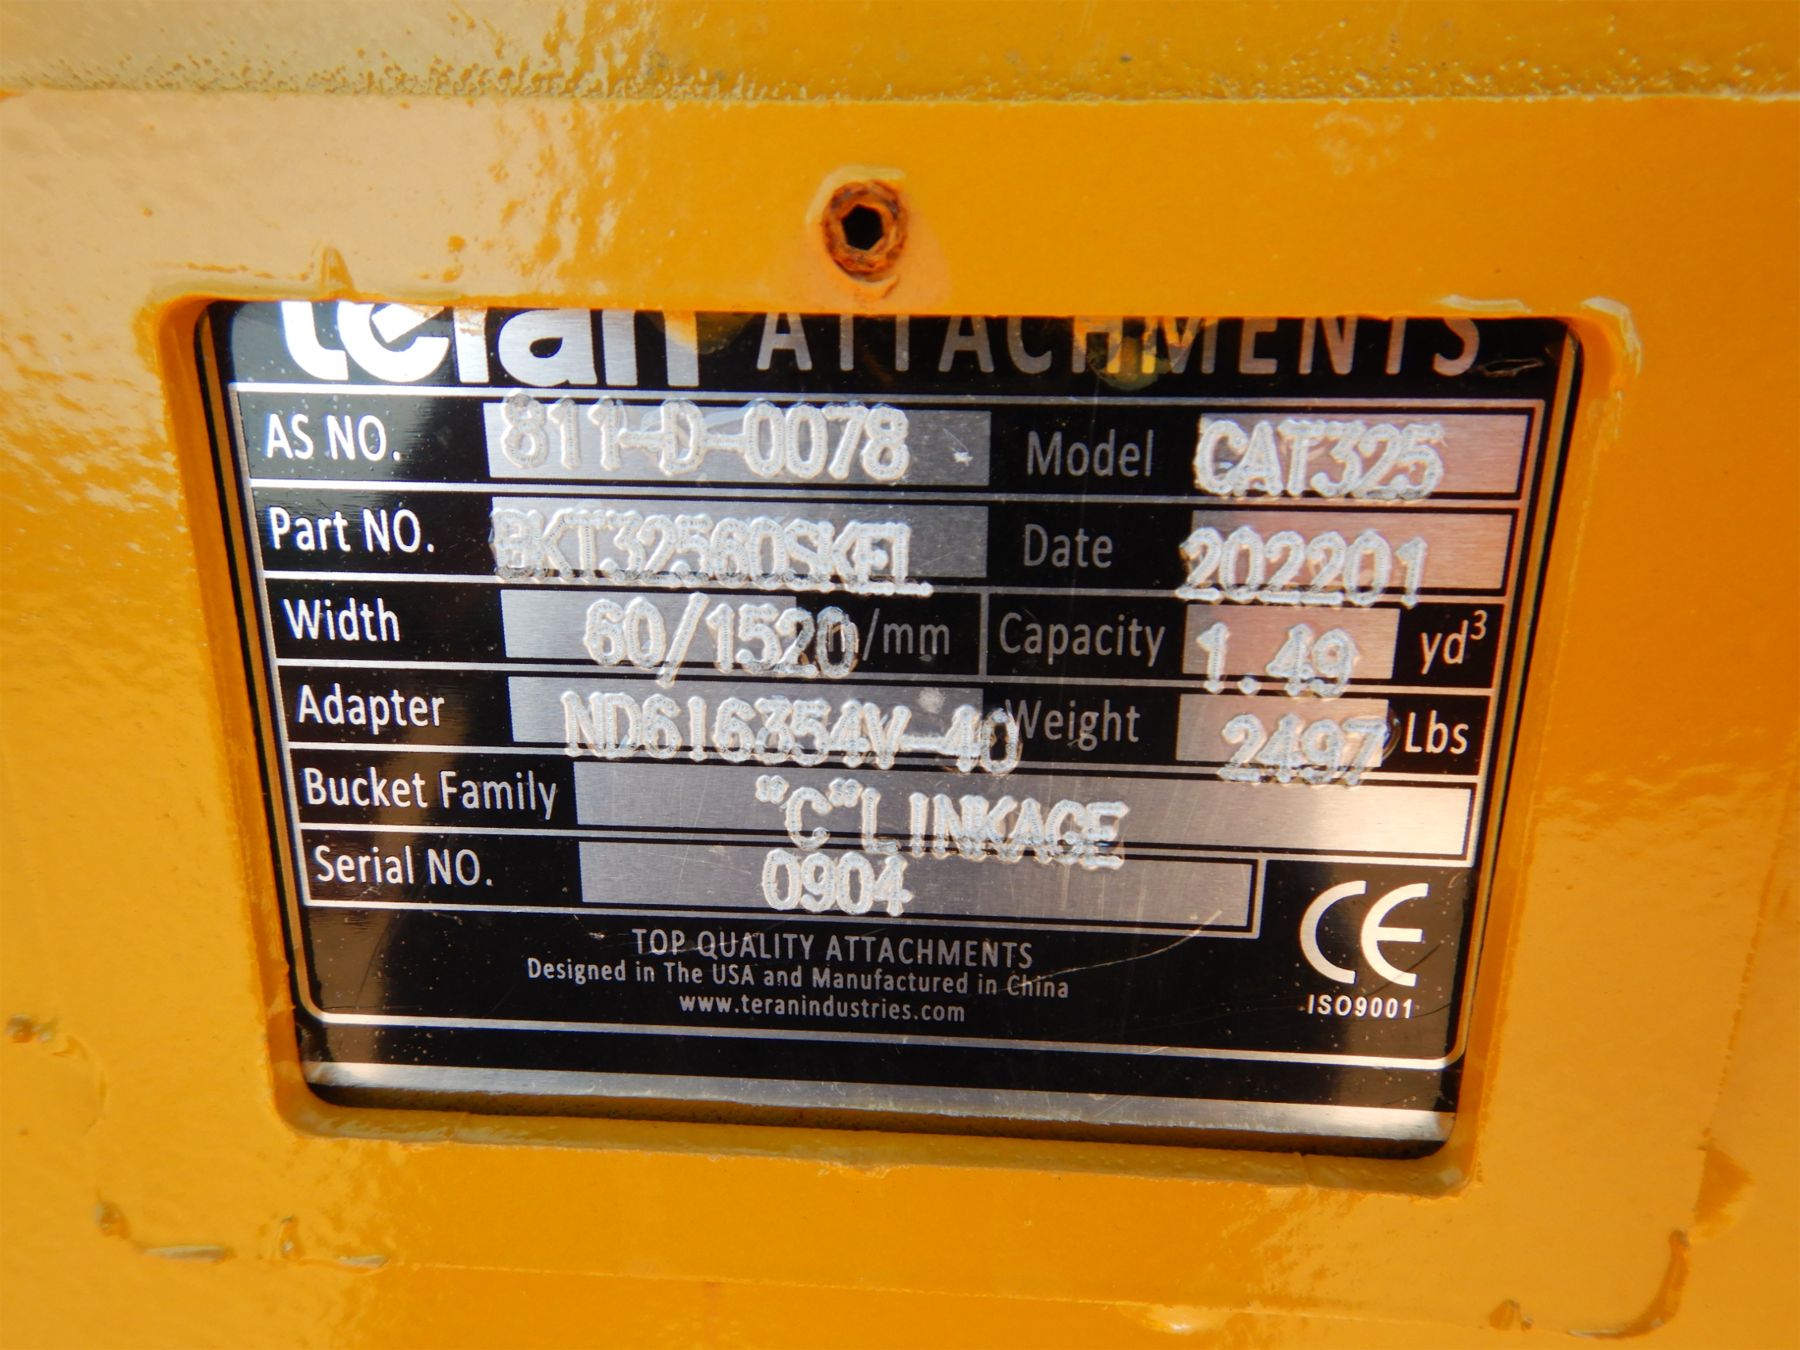 teran ATTACHMENTS
AS NO. 811-D-0078 Model CAT325
Part NO. BKT32560SKEL Date 202201
Width 60/1520 /mm Capacity 1.49 yd³
Adapter ND616354V-40 Weight 2497 Lbs
Bucket Family "C"LINKAGE
Serial NO. 0904
TOP QUALITY ATTACHMENTS
Designed in The USA and Manufactured in China
www.teranindustries.com
CE
ISO9001